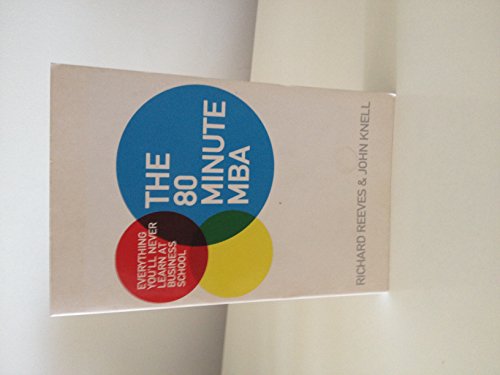 THE
80
MINUTE
MBA
EVERYTHING
YOU'LL NEVER
LEARN AT
BUSINESS
SCHOOL
RICHARD REEVES & JOHN KNELL